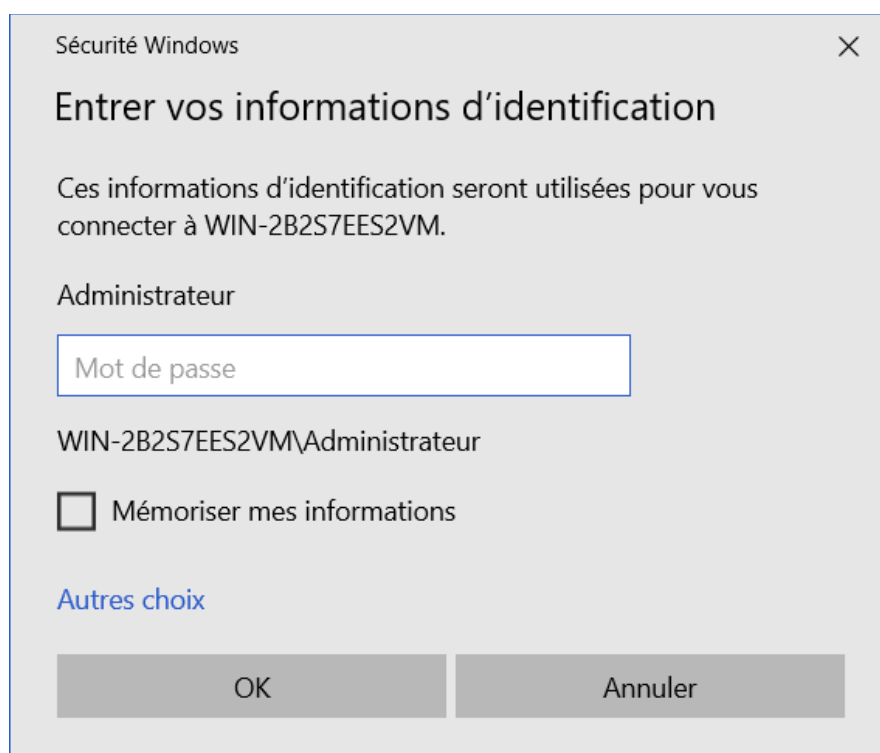 Sécurité Windows
Entrer vos informations d’identification
Ces informations d’identification seront utilisées pour vous
connecter à WIN-2B2S7EES2VM.
Administrateur
Mot de passe
WIN-2B2S7EES2VM\Administrateur
Mémoriser mes informations
Autres choix
OK
Annuler